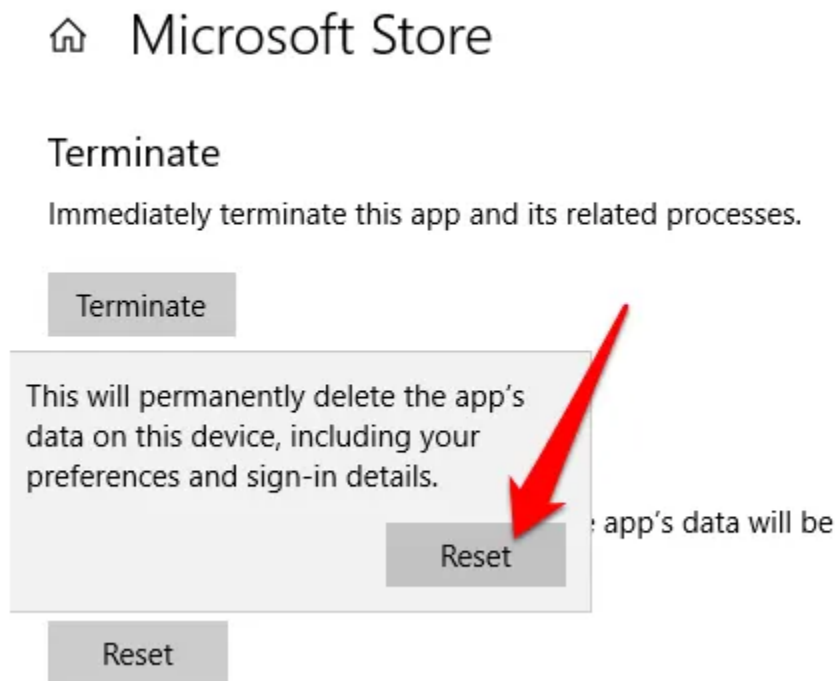 Microsoft Store
Terminate
Immediately terminate this app and its related processes.
Terminate
This will permanently delete the app's
data on this device, including your
preferences and sign-in details.
app's data will be
Reset
Reset